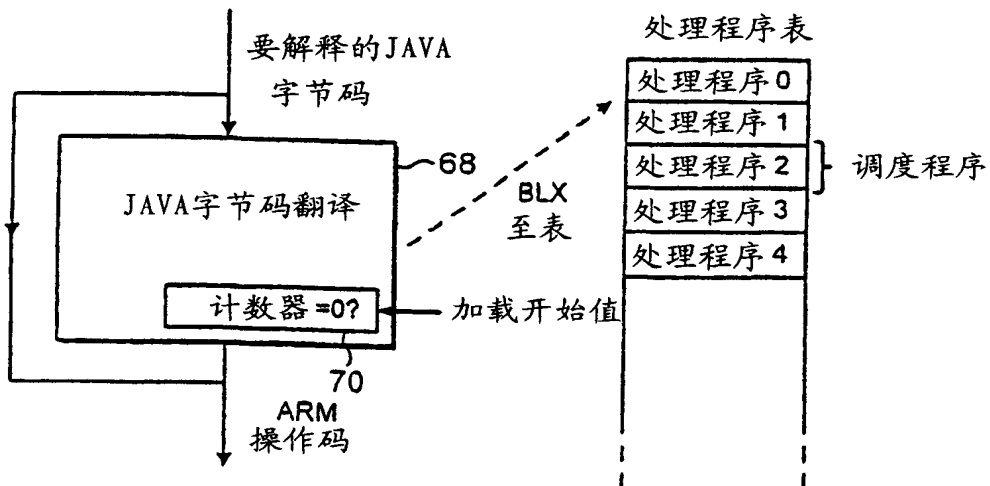 要解释的JAVA
字节码
68
JAVA字节码翻译
计数器=0?
加载开始值
70
ARM
操作码
BLX
至表
处理程序表
处理程序0
处理程序1
处理程序2
调度程序
处理程序3
处理程序4